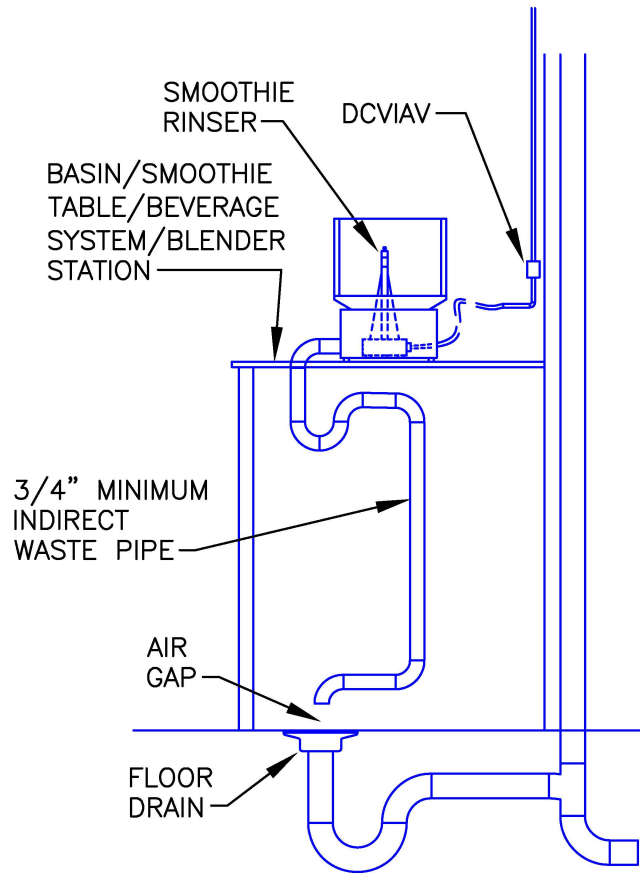 SMOOTHIE
RINSER
DCVIAV
BASIN/SMOOTHIE
TABLE/BEVERAGE
SYSTEM/BLENDER
STATION
3/4” MINIMUM
INDIRECT
WASTE PIPE
AIR
GAP
FLOOR
DRAIN